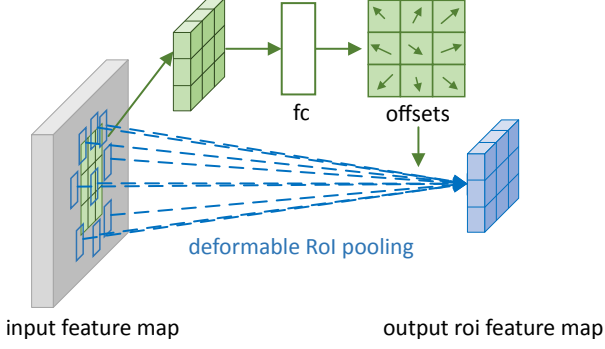 fc
offsets
deformable RoI pooling
input feature map
output roi feature map